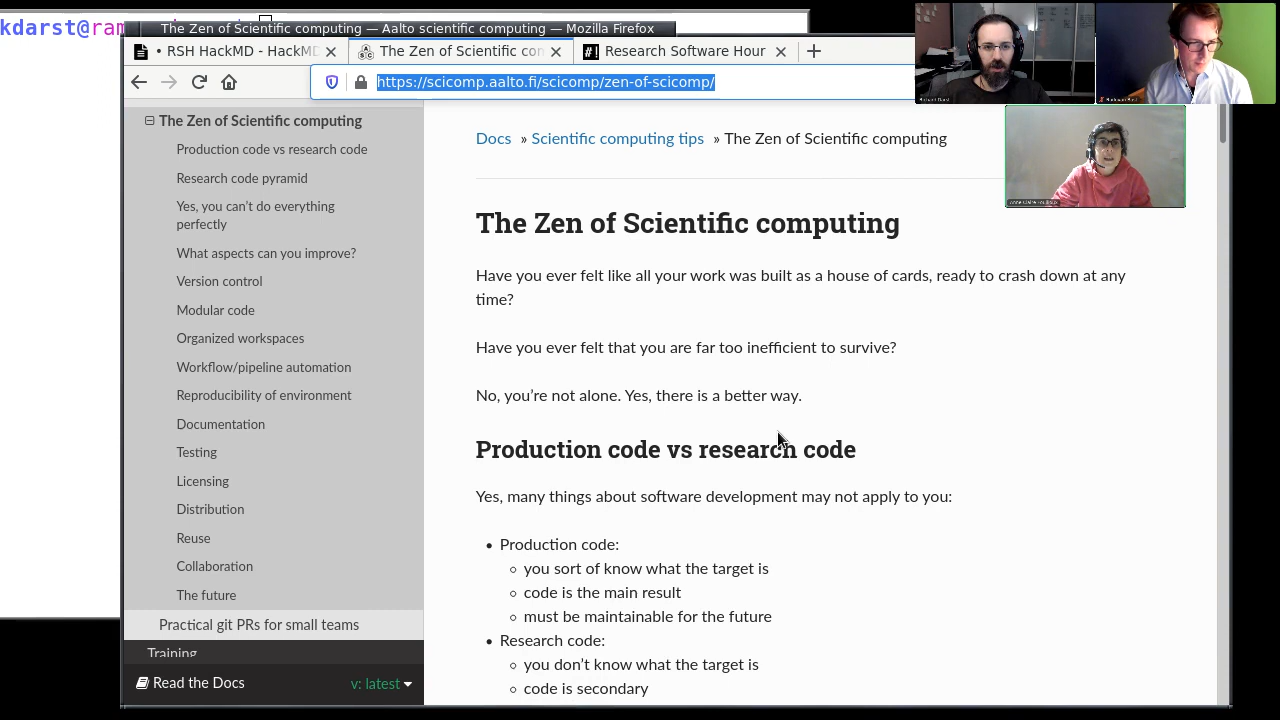 kdarst@ram
The Zen of Scientific computing — Aalto scientific computing — Mozilla Firefox
• RSH HackMD - HackMD
The Zen of Scientific con
Research Software Hour
https://scicomp.aalto.fi/scicomp/zen-of-scicomp/
The Zen of Scientific computing
Production code vs research code
Research code pyramid
Yes, you can't do everything
perfectly
What aspects can you improve?
Version control
Modular code
Organized workspaces
Workflow/pipeline automation
Reproducibility of environment
Documentation
Testing
Licensing
Distribution
Reuse
Collaboration
The future
Practical git PRs for small teams
Training
Read the Docs
v: latest
Docs » Scientific computing tips » The Zen of Scientific computing
The Zen of Scientific computing
Have you ever felt like all your work was built as a house of cards, ready to crash down at any
time?
Have you ever felt that you are far too inefficient to survive?
No, you're not alone. Yes, there is a better way.
Production code vs research code
Yes, many things about software development may not apply to you:
• Production code:
◦ you sort of know what the target is
◦ code is the main result
◦ must be maintainable for the future
• Research code:
◦ you don't know what the target is
◦ code is secondary